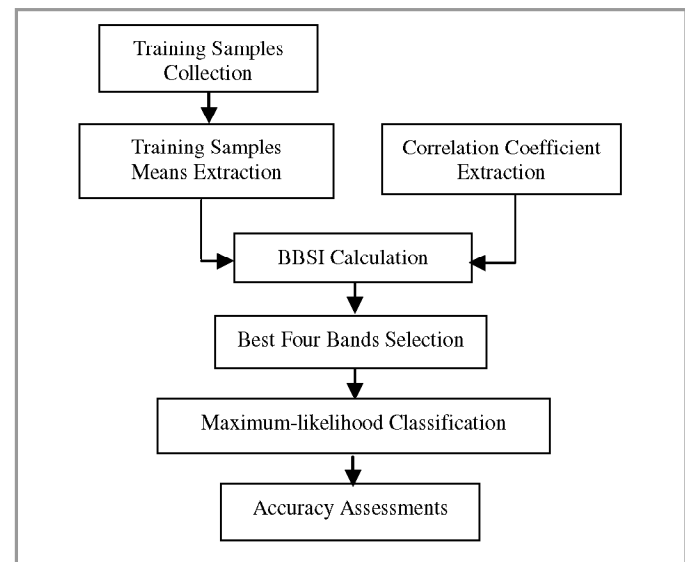 Training Samples
Collection
Training Samples
Means Extraction
Correlation Coefficient
Extraction
BBSI Calculation
Best Four Bands Selection
Maximum-likelihood Classification
Accuracy Assessments